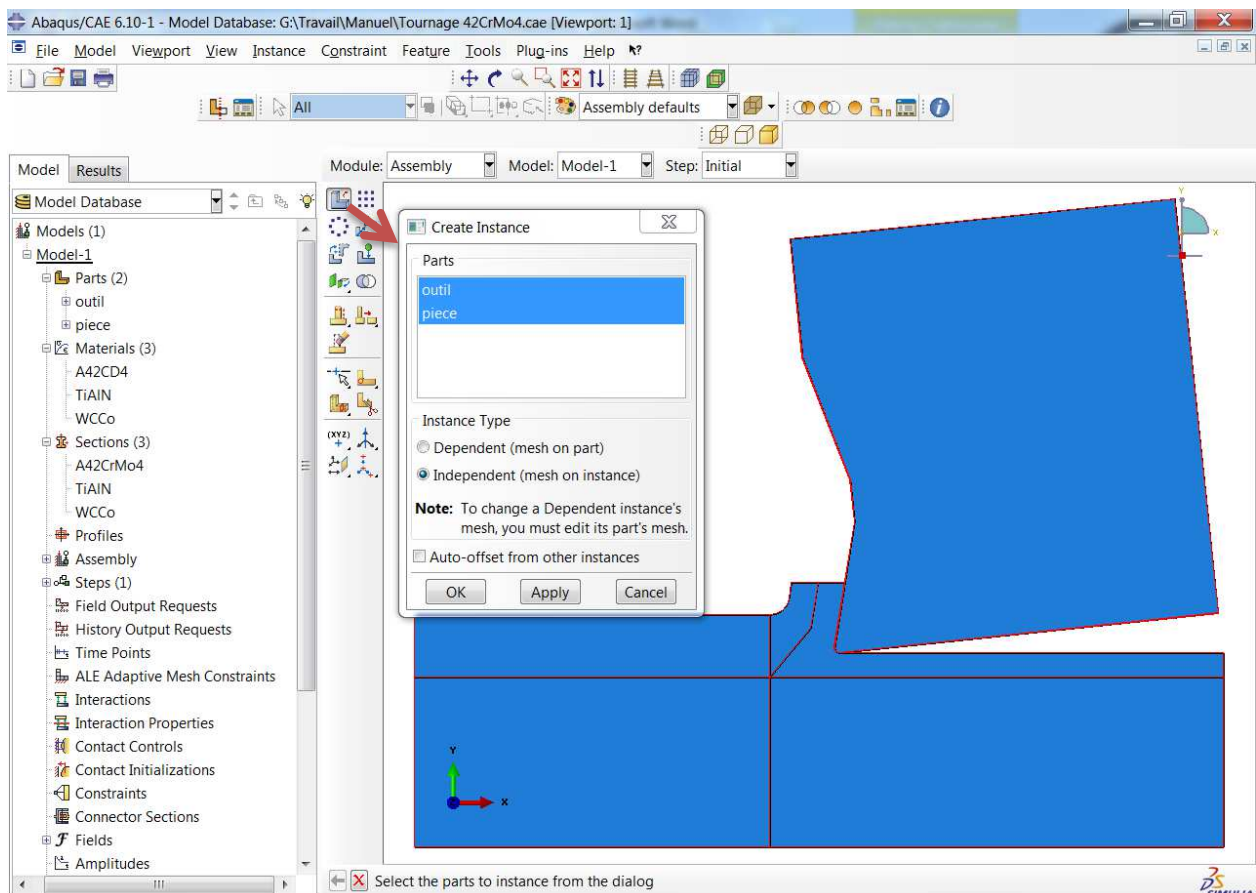 Abaqus/CAE 6.10-1 - Model Database: G:\Travail\Manuel\Tournage 42CrMo4.cae [Viewport: 1]
File Model Viewport View Instance Constraint Feature Tools Plug-ins Help
All
Assembly defaults
Model Results
Module: Assembly Model: Model-1 Step: Initial
Model Database
Models (1)
Model-1
Parts (2)
outil
piece
Materials (3)
A42CD4
TiAlN
WCCo
Sections (3)
A42CrMo4
TiAlN
WCCo
Profiles
Assembly
Steps (1)
Field Output Requests
History Output Requests
Time Points
ALE Adaptive Mesh Constraints
Interactions
Interaction Properties
Contact Controls
Contact Initializations
Constraints
Connector Sections
Fields
Amplitudes
(XYZ)
Create Instance
Parts
outil
piece
Instance Type
Dependent (mesh on part)
Independent (mesh on instance)
Note: To change a Dependent instance's
mesh, you must edit its part's mesh.
Auto-offset from other instances
OK Apply Cancel
Y
X
Y
X
Select the parts to instance from the dialog